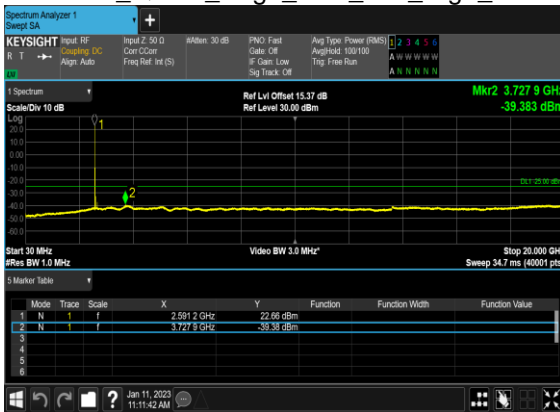 Spectrum Analyzer 1
Swept SA
+
KEYSIGHT
R T
Input: RF
Coupling: DC
Align: Auto
Input Z: 50 Ω
Corr CCorr
Freq Ref: Int (S)
#Atten: 30 dB
PNO: Fast
Gate: Off
IF Gain: Low
Sig Track: Off
Avg Type: Power (RMS)
Avg|Hold: 100/100
Trig: Free Run
1 2 3 4 5 6
A W W W W W
A N N N N N
1 Spectrum
Scale/Div 10 dB
Ref Lvl Offset 15.37 dB
Ref Level 30.00 dBm
Mkr2 3.727 9 GHz
-39.383 dBm
Log
20.0
10.0
0.00
-10.0
-20.0
-30.0
-40.0
-50.0
-60.0
1
2
DL1 -25.00 dBm
Start 30 MHz
#Res BW 1.0 MHz
Video BW 3.0 MHz*
Stop 20.000 GHz
Sweep 34.7 ms (40001 pts)
5 Marker Table
Mode Trace Scale X Y Function Function Width Function Value
1 N 1 f 2.591 2 GHz 22.66 dBm
2 N 1 f 3.727 9 GHz -39.38 dBm
3
4
5
6
?
Jan 11, 2023
11:11:42 AM